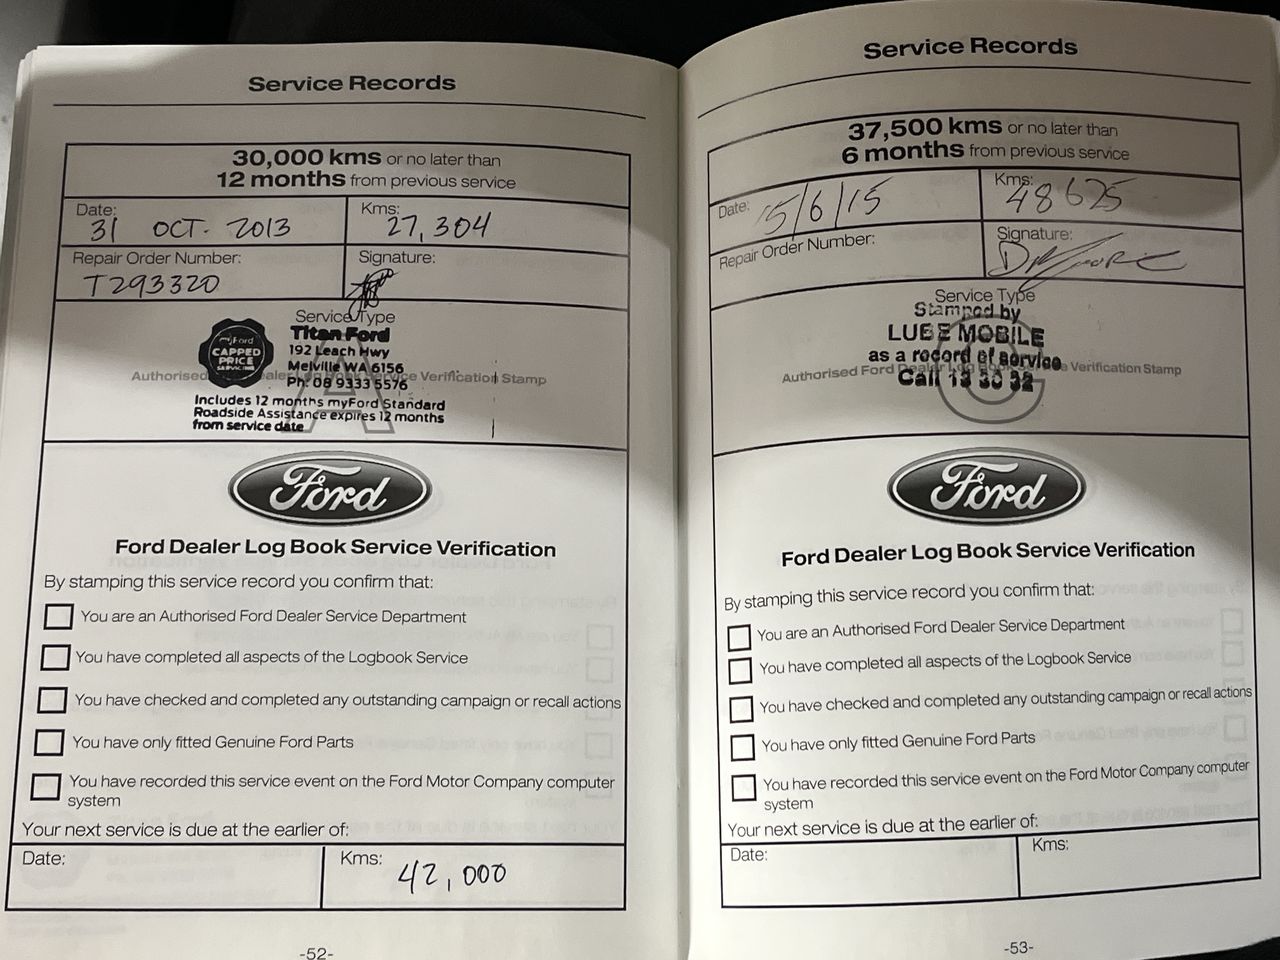 Service Records
30,000 kms or no later than
12 months from previous service
Date:
31 OCT. 2013
Kms:
27,304
Repair Order Number:
T293320
Signature:
Service Type
A
myFord
CAPPED
PRICE
SERVICING
Titan Ford
192 Leach Hwy
Melville WA 6156
Ph: 08 9333 5576
Authorised Dealer Log Service Verification Stamp
Includes 12 months myFord Standard
Roadside Assistance expires 12 months
from service date
Ford
Ford Dealer Log Book Service Verification
By stamping this service record you confirm that:
You are an Authorised Ford Dealer Service Department
You have completed all aspects of the Logbook Service
You have checked and completed any outstanding campaign or recall actions
You have only fitted Genuine Ford Parts
You have recorded this service event on the Ford Motor Company computer
system
Your next service is due at the earlier of:
Date:
Kms:
42,000
-52-
Service Records
37,500 kms or no later than
6 months from previous service
Date:
15/6/15
Kms:
48625
Repair Order Number:
Signature:
Service Type
C
Stamped by
LUBE MOBILE
as a record of service
Call 13 30 32
Authorised Ford Dealer Log Book Service Verification Stamp
Ford
Ford Dealer Log Book Service Verification
By stamping this service record you confirm that:
You are an Authorised Ford Dealer Service Department
You have completed all aspects of the Logbook Service
You have checked and completed any outstanding campaign or recall actions
You have only fitted Genuine Ford Parts
You have recorded this service event on the Ford Motor Company computer
system
Your next service is due at the earlier of:
Date:
Kms:
-53-